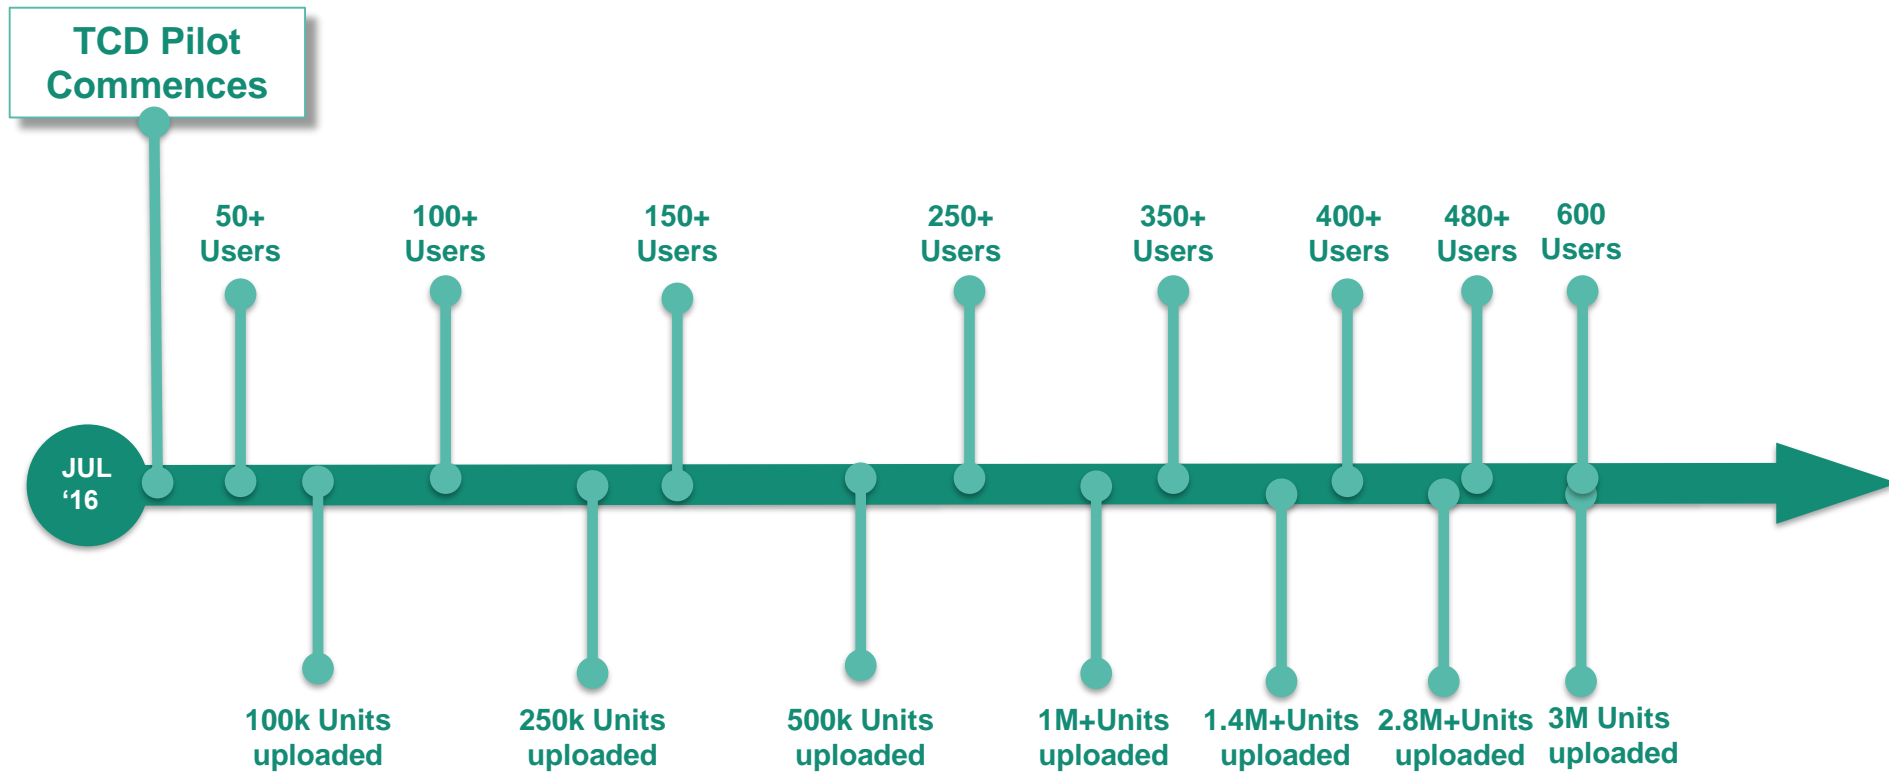 TCD Pilot
Commences
50+
Users
100+
Users
150+
Users
250+
Users
350+
Users
400+
Users
480+
Users
600
Users
JUL
‘16
100k Units
uploaded
250k Units
uploaded
500k Units
uploaded
1M+Units
uploaded
1.4M+Units
uploaded
2.8M+Units
uploaded
3M Units
uploaded